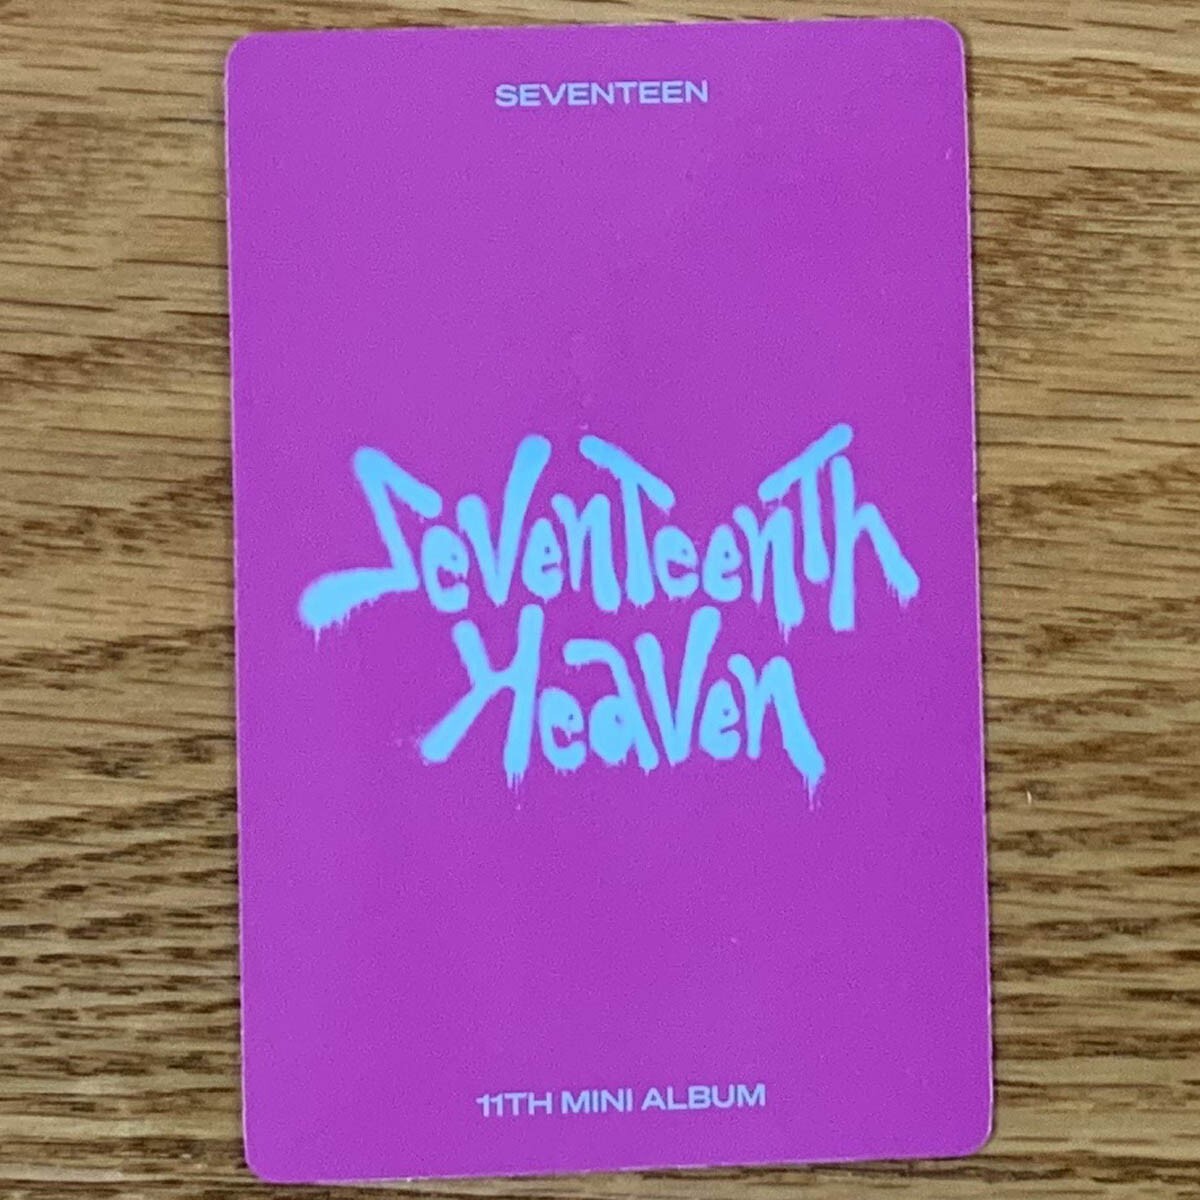 SEVENTEEN
SevenTeenTh
Heaven
11TH MINI ALBUM